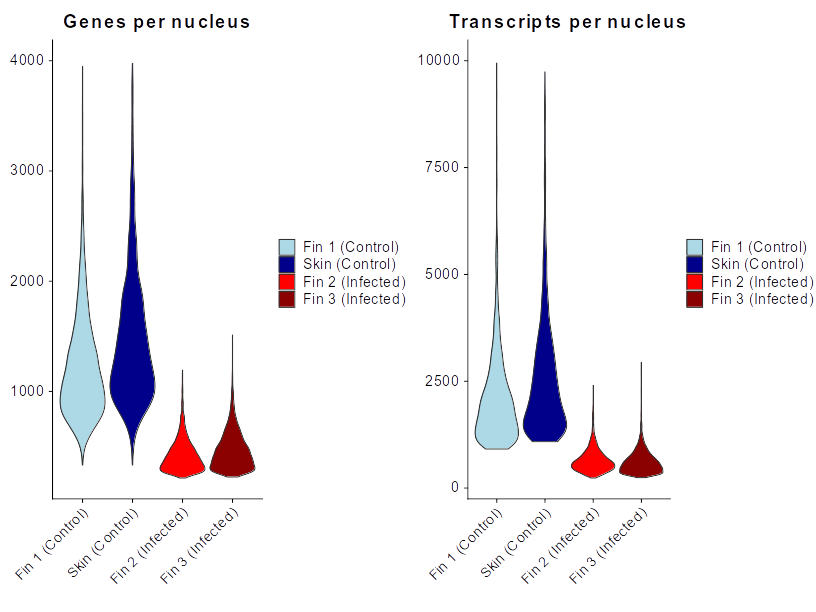 Genes per nucleus
4000
3000
2000
1000
Fin 1 (Control)
Skin (Control)
Fin 2 (Infected)
Fin 3 (Infected)
Fin 1 (Control)
Skin (Control)
Fin 2 (Infected)
Fin 3 (Infected)
Transcripts per nucleus
10000
7500
5000
2500
0
Fin 1 (Control)
Skin (Control)
Fin 2 (Infected)
Fin 3 (Infected)
Fin 1 (Control)
Skin (Control)
Fin 2 (Infected)
Fin 3 (Infected)